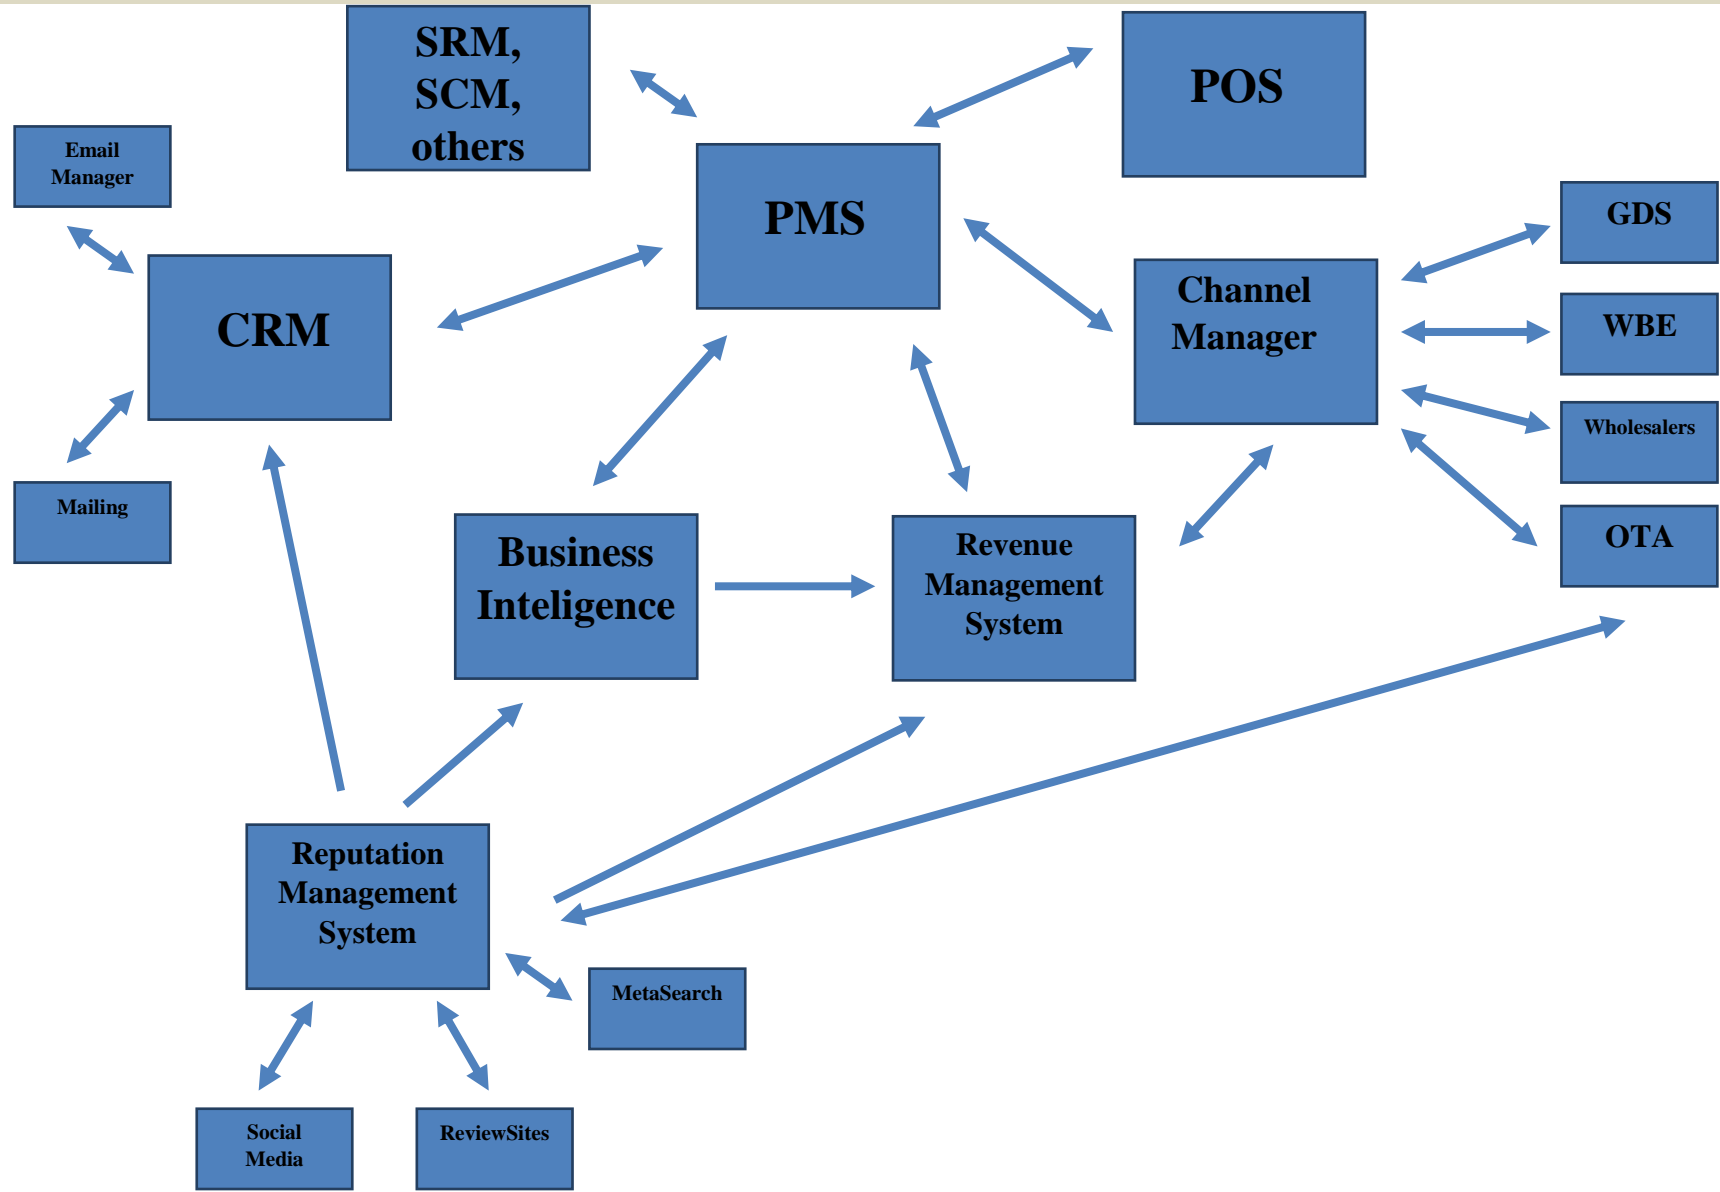 SRM,
SCM,
others
POS
Email
Manager
PMS
GDS
CRM
Channel
Manager
WBE
Wholesalers
Mailing
Business
Inteligence
Revenue
Management
System
OTA
Reputation
Management
System
MetaSearch
Social
Media
ReviewSites